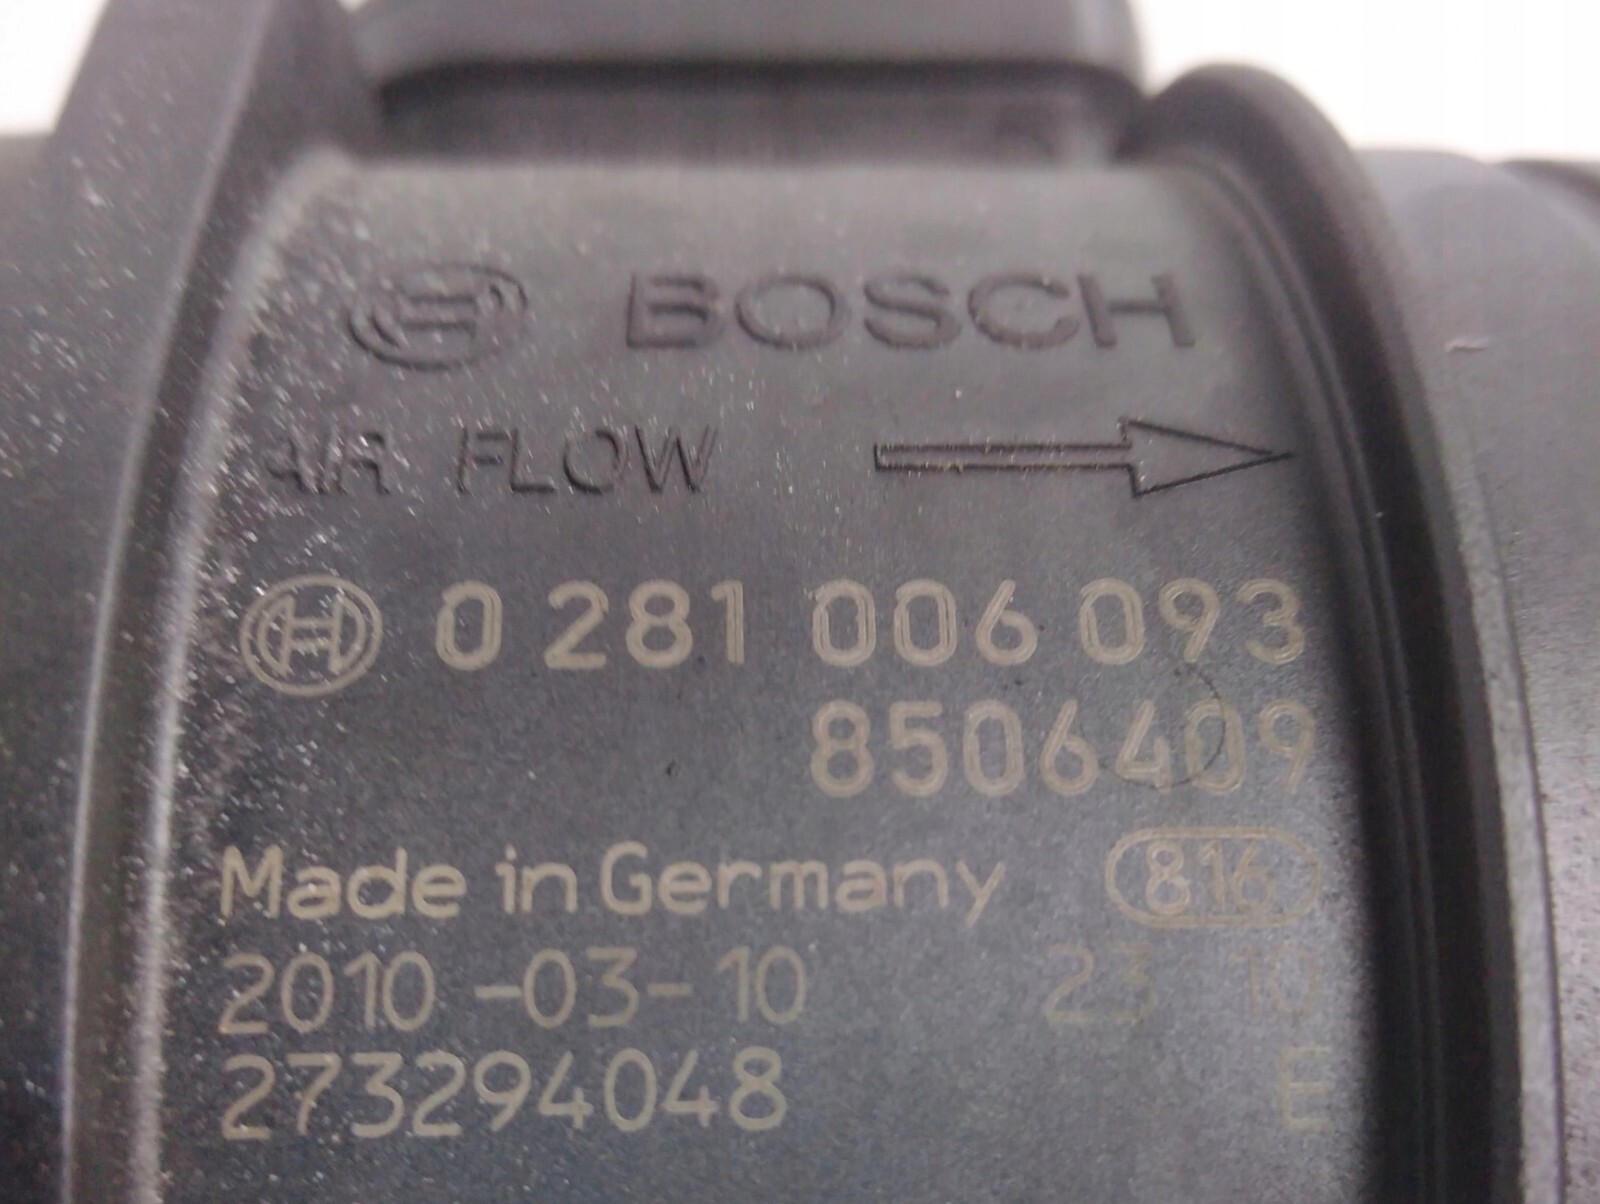 BOSCH
AIR FLOW
0 281 006 093
8506409
Made in Germany 816
2010-03-10 23 10
273294048 E